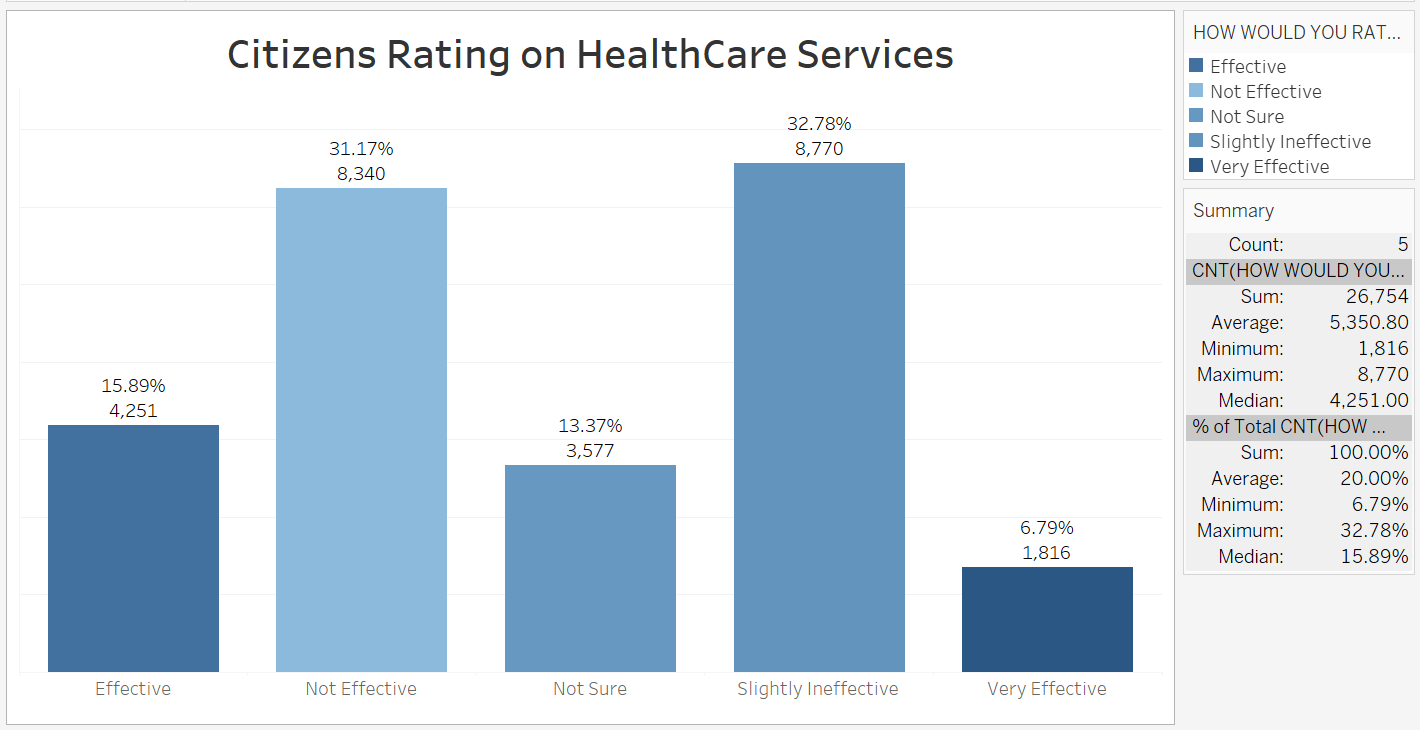 Citizens Rating on HealthCare Services
15.89%
4,251
31.17%
8,340
13.37%
3,577
32.78%
8,770
6.79%
1,816
Effective
Not Effective
Not Sure
Slightly Ineffective
Very Effective
HOW WOULD YOU RAT...
Effective
Not Effective
Not Sure
Slightly Ineffective
Very Effective
Summary
Count: 5
CNT(HOW WOULD YOU...
Sum: 26,754
Average: 5,350.80
Minimum: 1,816
Maximum: 8,770
Median: 4,251.00
% of Total CNT(HOW ...
Sum: 100.00%
Average: 20.00%
Minimum: 6.79%
Maximum: 32.78%
Median: 15.89%